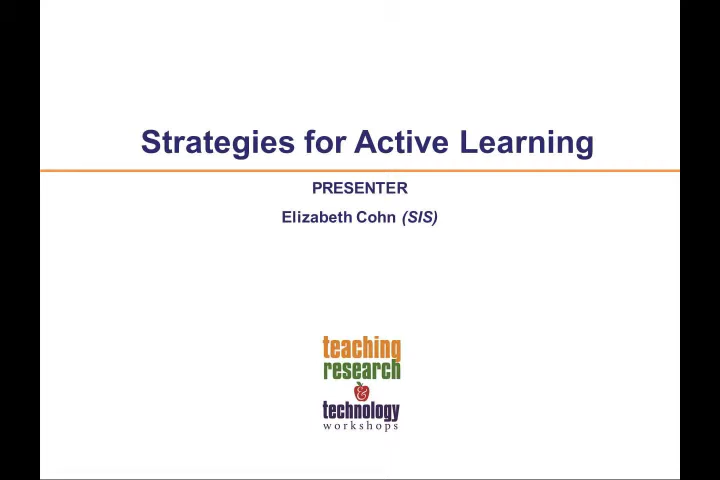 Strategies for Active Learning
PRESENTER
Elizabeth Cohn (SIS)
teaching
research
&
technology
workshops